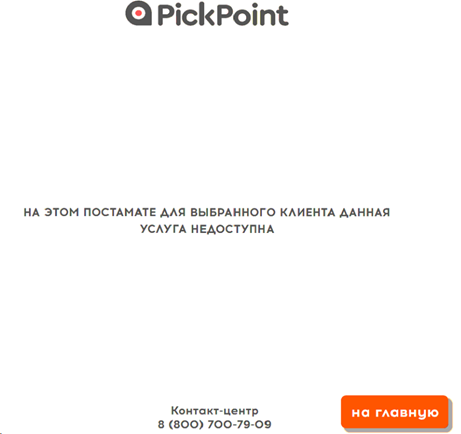 PickPoint
НА ЭТОМ ПОСТАМАТЕ ДЛЯ ВЫБРАННОГО КЛИЕНТА ДАННАЯ
УСЛУГА НЕДОСТУПНА
Контакт-центр
8 (800) 700-79-09
на главную